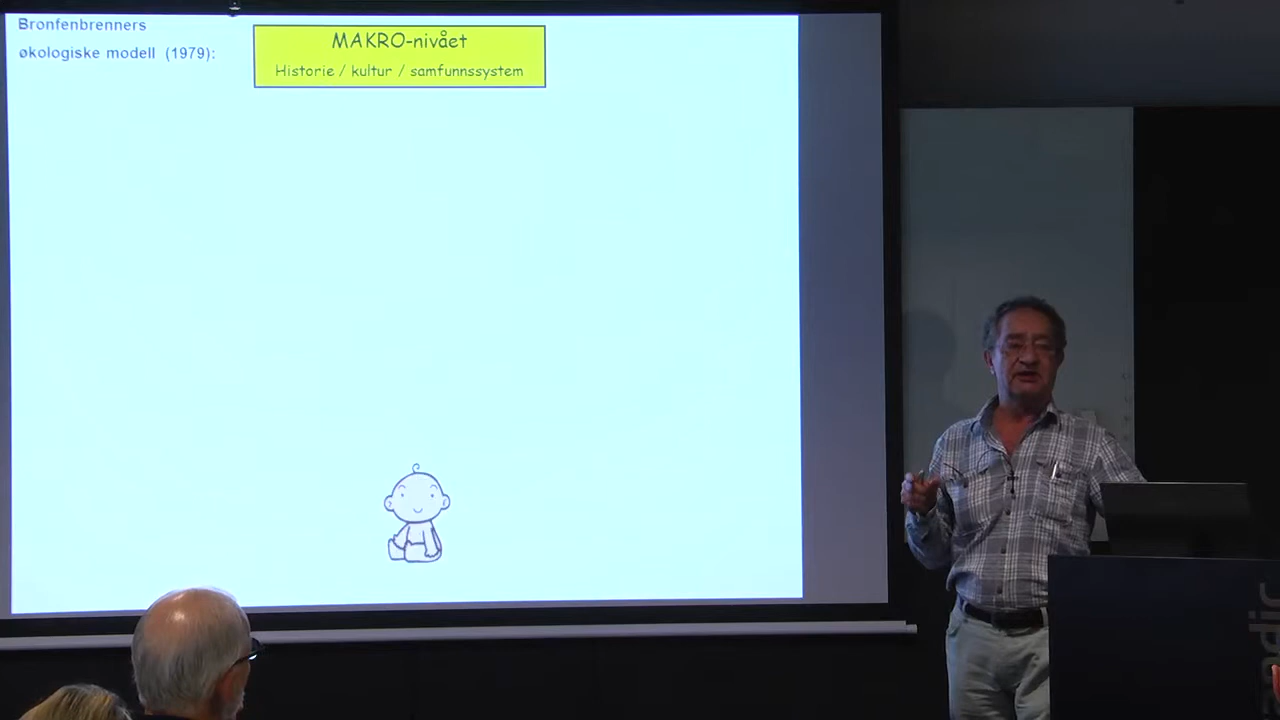 Bronfenbrenners
økologiske modell (1979):
MAKRO-nivået
Historie / kultur / samfunnssystem